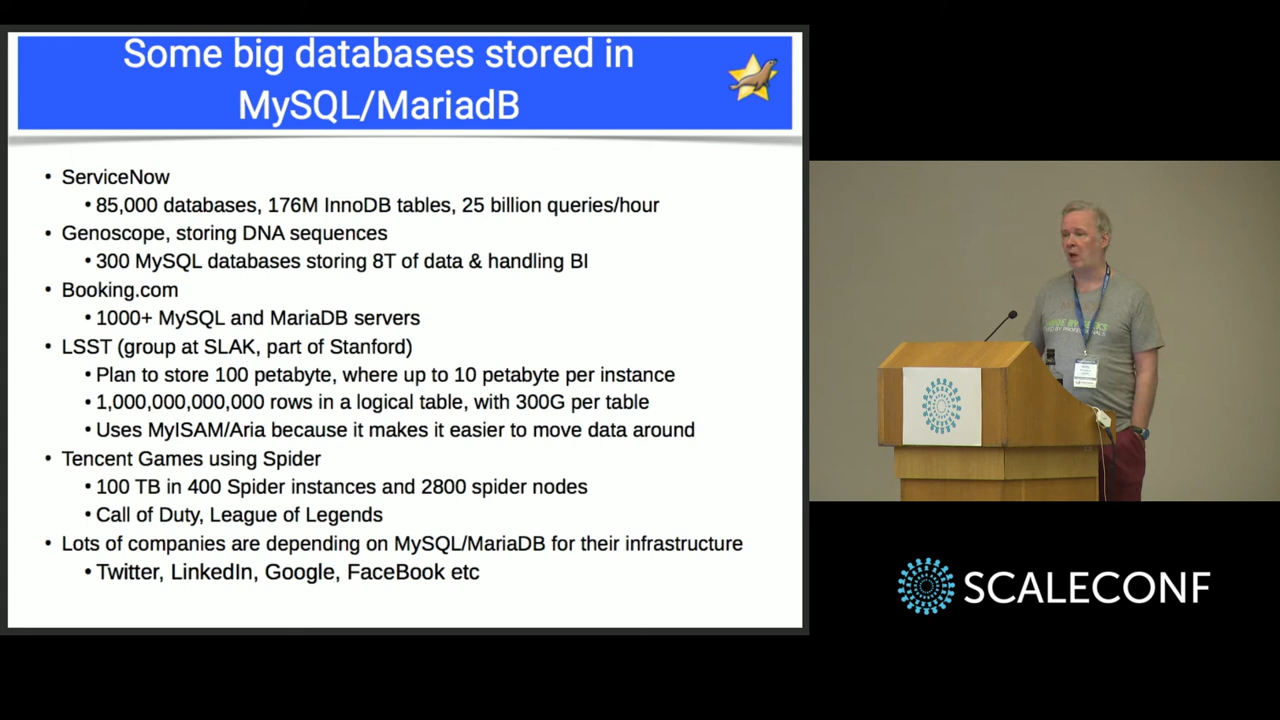 Some big databases stored in
MySQL/MariadB
• ServiceNow
• 85,000 databases, 176M InnoDB tables, 25 billion queries/hour
• Genoscope, storing DNA sequences
• 300 MySQL databases storing 8T of data & handling BI
• Booking.com
• 1000+ MySQL and MariaDB servers
• LSST (group at SLAK, part of Stanford)
• Plan to store 100 petabyte, where up to 10 petabyte per instance
• 1,000,000,000,000 rows in a logical table, with 300G per table
• Uses MyISAM/Aria because it makes it easier to move data around
• Tencent Games using Spider
• 100 TB in 400 Spider instances and 2800 spider nodes
• Call of Duty, League of Legends
• Lots of companies are depending on MySQL/MariaDB for their infrastructure
• Twitter, LinkedIn, Google, FaceBook etc
SCALECONF